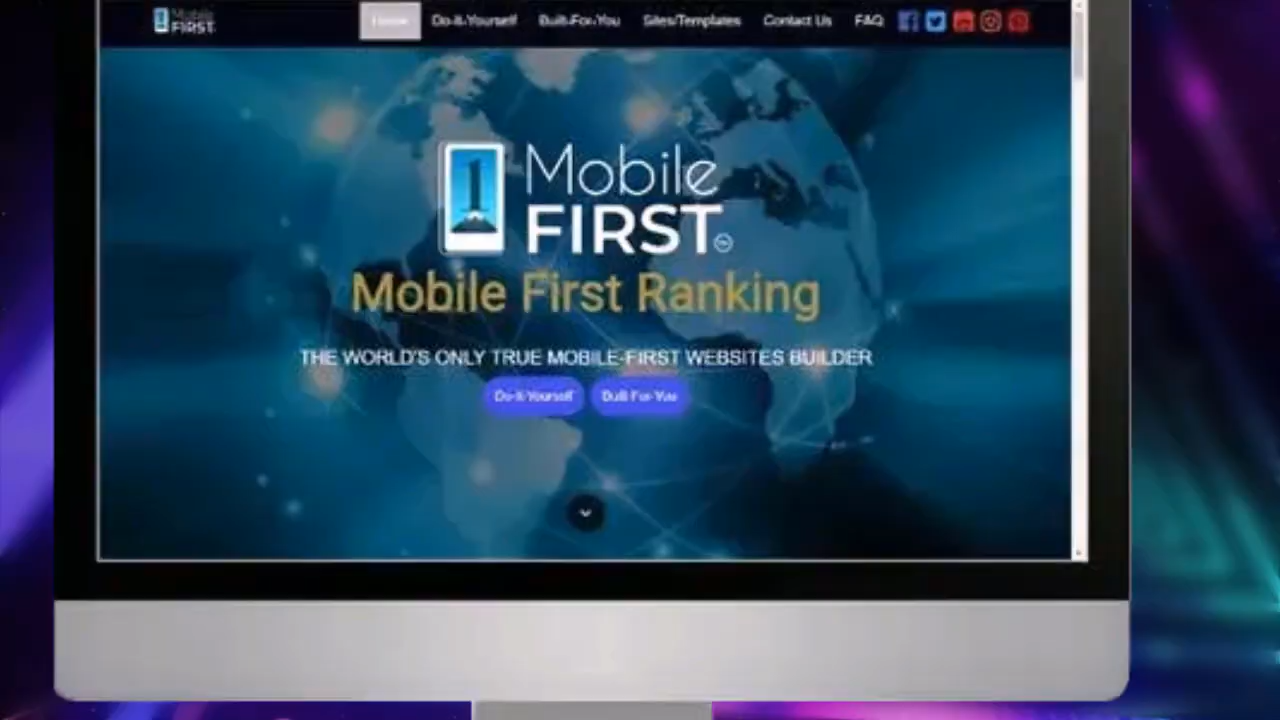 Mobile
FIRST
Home Do-It-Yourself Built-For-You Sites/Templates Contact Us FAQ
1 Mobile
FIRST
Mobile First Ranking
THE WORLD'S ONLY TRUE MOBILE-FIRST WEBSITES BUILDER
Do-It-Yourself Built-For-You